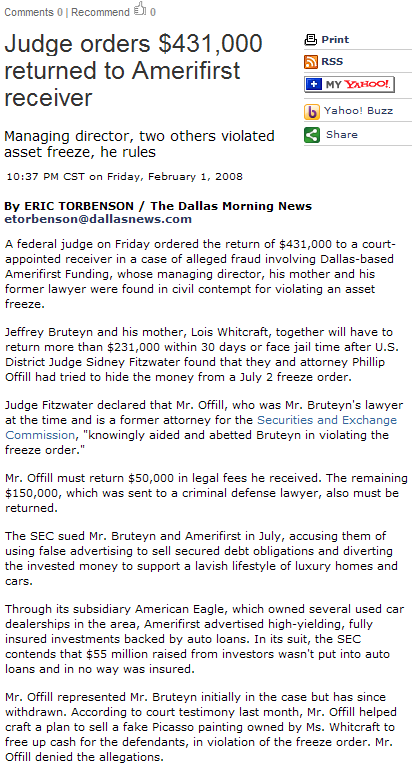 Comments 0 | Recommend 0
Judge orders $431,000
returned to Amerifirst
receiver
Managing director, two others violated
asset freeze, he rules
10:37 PM CST on Friday, February 1, 2008
Print
RSS
+ MY YAHOO!
Yahoo! Buzz
Share
By ERIC TORBENSON / The Dallas Morning News
etorbenson@dallasnews.com
A federal judge on Friday ordered the return of $431,000 to a court-
appointed receiver in a case of alleged fraud involving Dallas-based
Amerifirst Funding, whose managing director, his mother and his
former lawyer were found in civil contempt for violating an asset
freeze.
Jeffrey Bruteyn and his mother, Lois Whitcraft, together will have to
return more than $231,000 within 30 days or face jail time after U.S.
District Judge Sidney Fitzwater found that they and attorney Phillip
Offill had tried to hide the money from a July 2 freeze order.
Judge Fitzwater declared that Mr. Offill, who was Mr. Bruteyn's lawyer
at the time and is a former attorney for the Securities and Exchange
Commission, "knowingly aided and abetted Bruteyn in violating the
freeze order."
Mr. Offill must return $50,000 in legal fees he received. The remaining
$150,000, which was sent to a criminal defense lawyer, also must be
returned.
The SEC sued Mr. Bruteyn and Amerifirst in July, accusing them of
using false advertising to sell secured debt obligations and diverting
the invested money to support a lavish lifestyle of luxury homes and
cars.
Through its subsidiary American Eagle, which owned several used car
dealerships in the area, Amerifirst advertised high-yielding, fully
insured investments backed by auto loans. In its suit, the SEC
contends that $55 million raised from investors wasn't put into auto
loans and in no way was insured.
Mr. Offill represented Mr. Bruteyn initially in the case but has since
withdrawn. According to court testimony last month, Mr. Offill helped
craft a plan to sell a fake Picasso painting owned by Ms. Whitcraft to
free up cash for the defendants, in violation of the freeze order. Mr.
Offill denied the allegations.